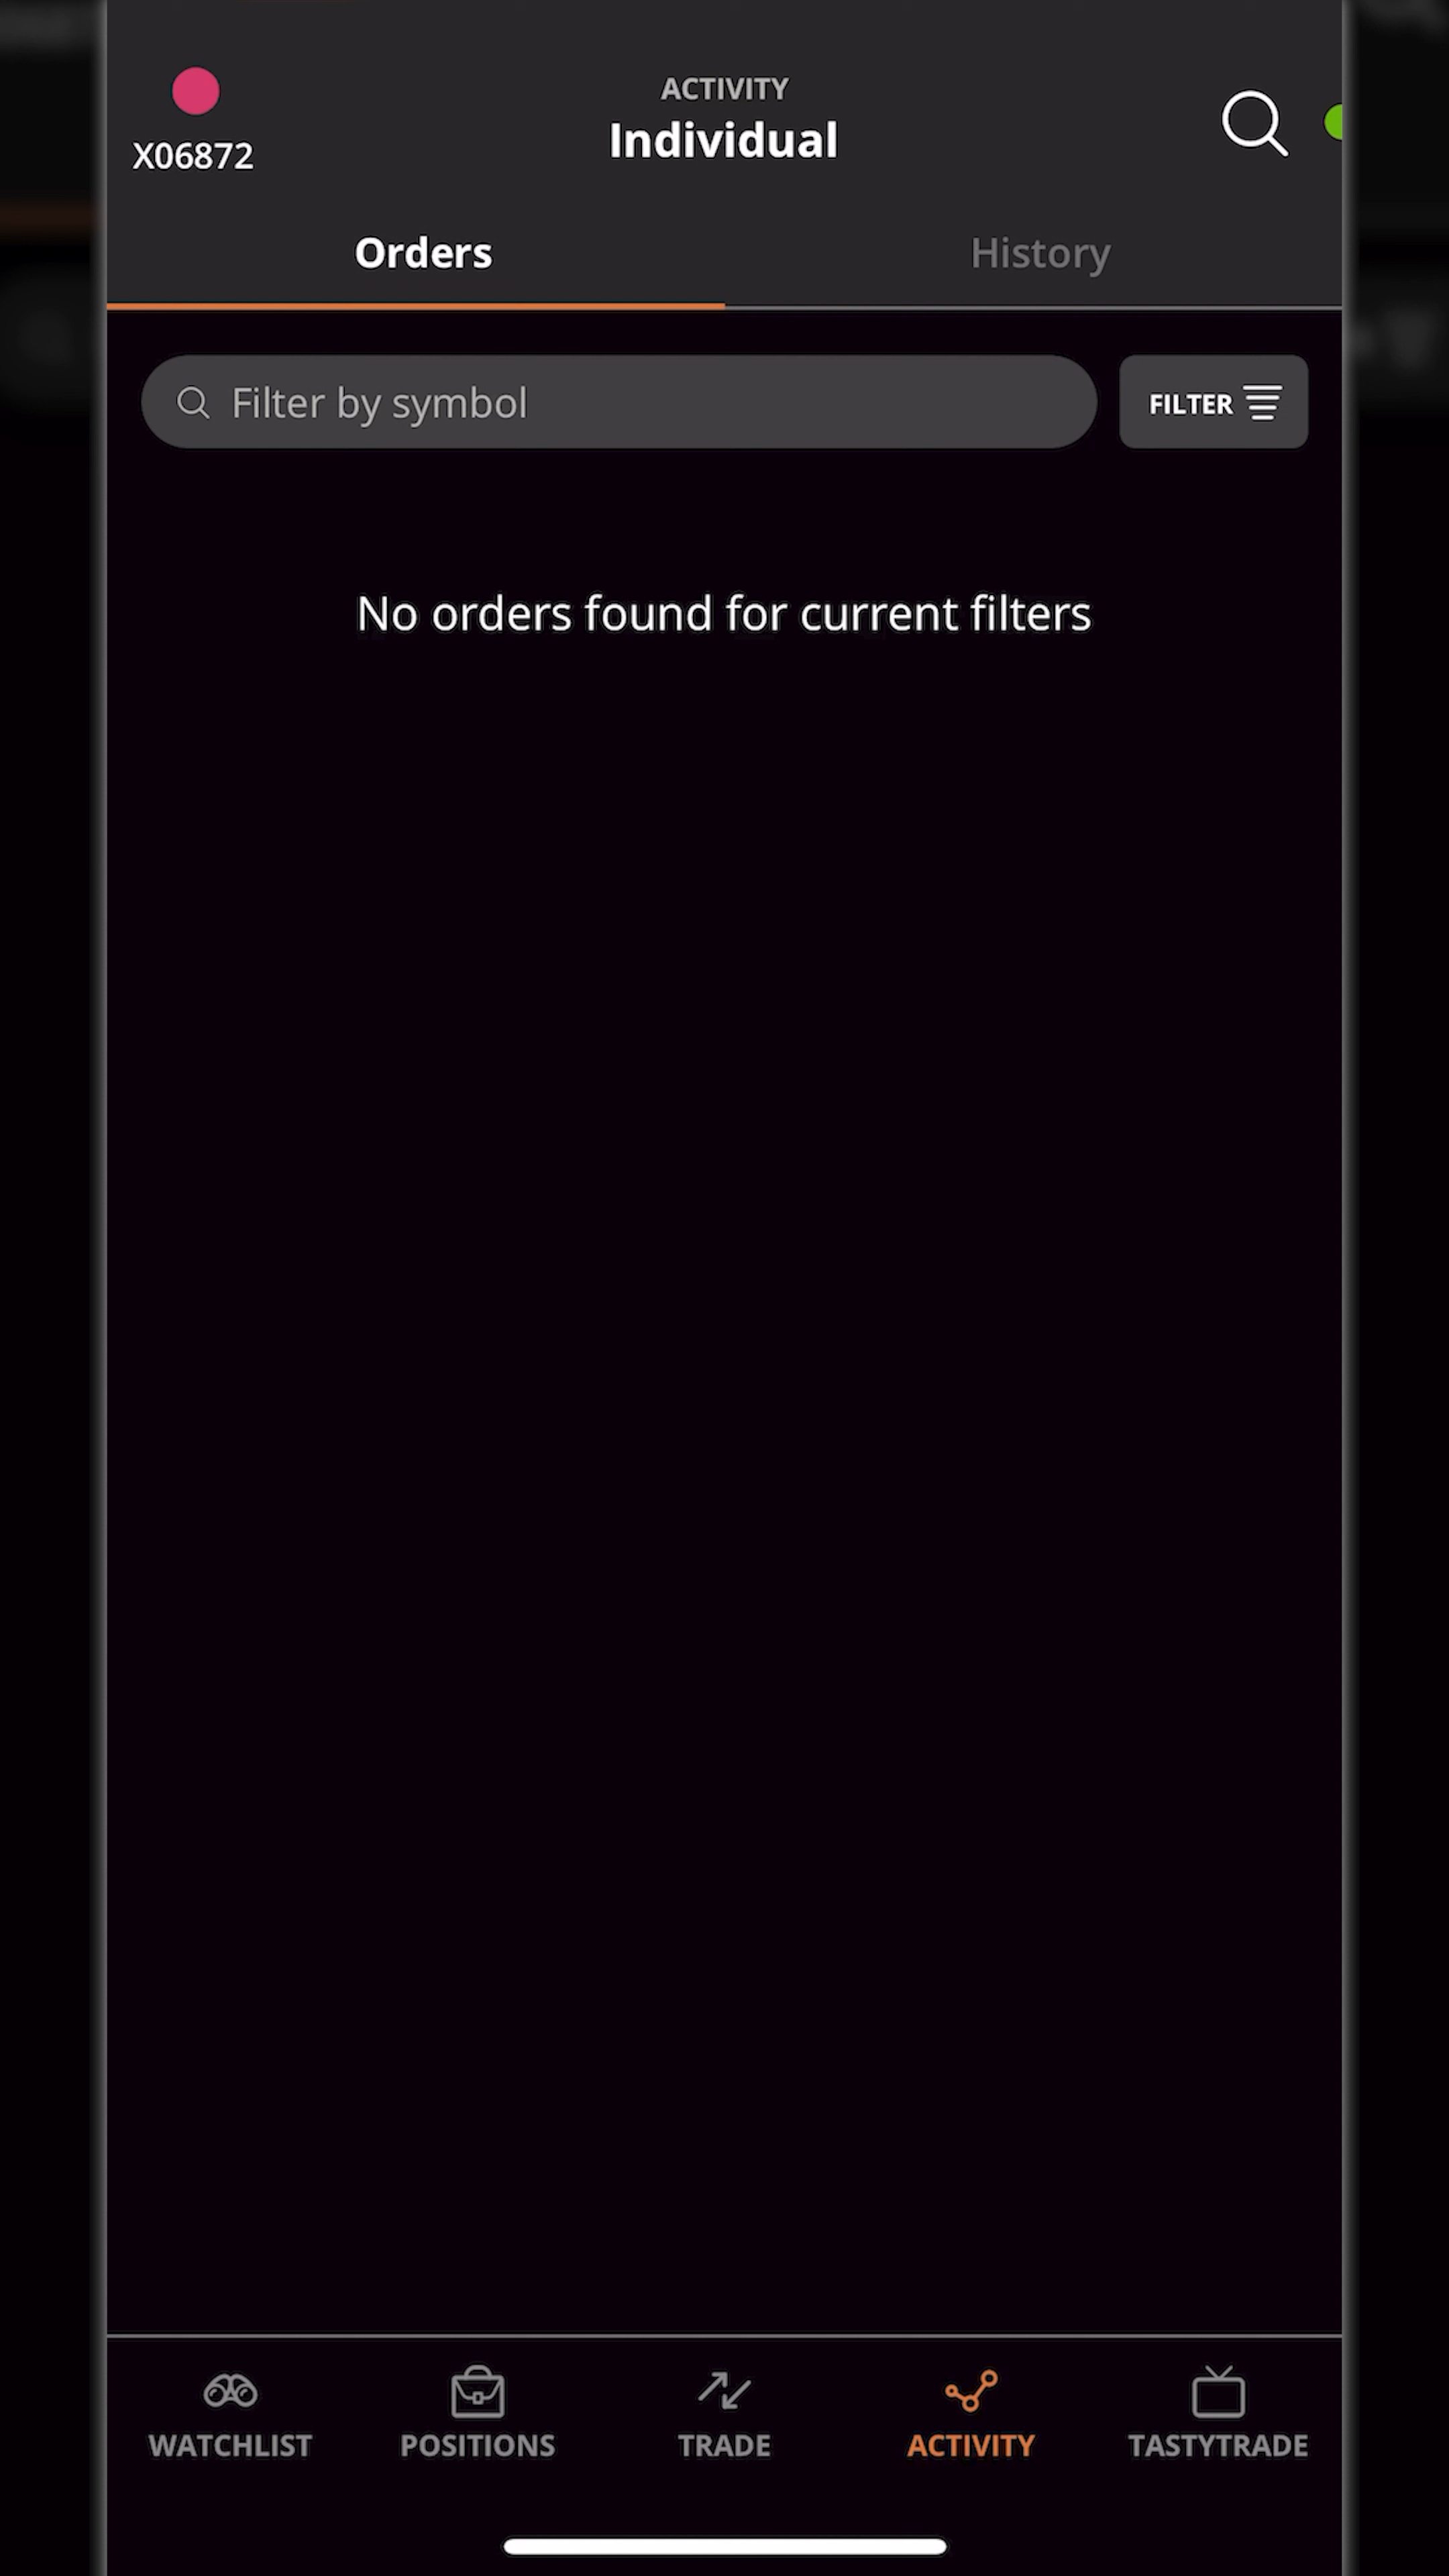 ACTIVITY
X06872
Individual
Orders
History
Filter by symbol
FILTER
No orders found for current filters
WATCHLIST
POSITIONS
TRADE
ACTIVITY
TASTYTRADE